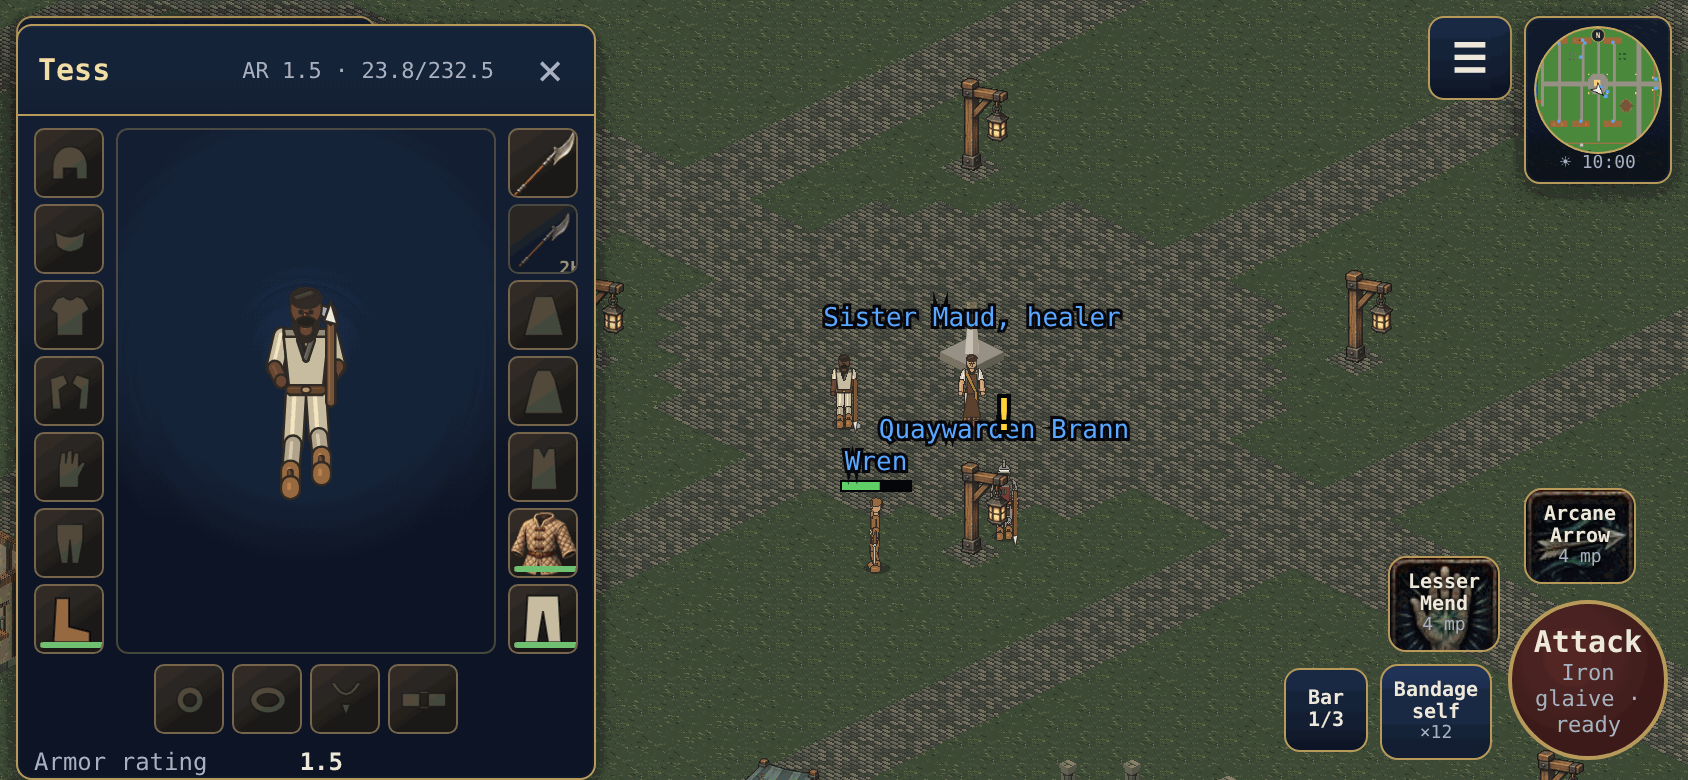 Tess
AR 1.5 · 23.8/232.5
N
☀ 10:00
Sister Maud, healer
Quaywarden Brann
Wren
Arcane
Arrow
4 mp
Lesser
Mend
4 mp
Attack
Iron
glaive ·
ready
Bar
1/3
Bandage
self
×12
Armor rating 1.5